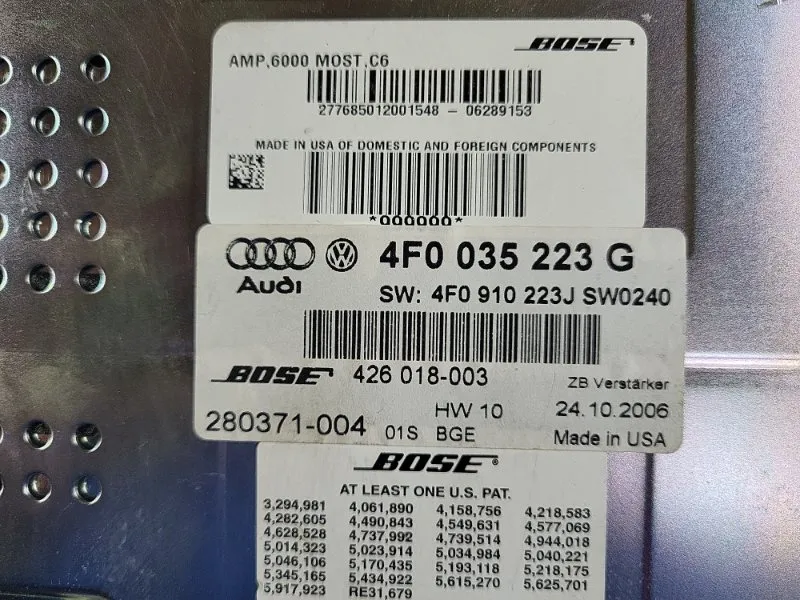 BOSE
AMP,6000 MOST,C6
277685012001548 - 06289153
MADE IN USA OF DOMESTIC AND FOREIGN COMPONENTS
*000000*
Audi
4F0 035 223 G
SW: 4F0 910 223J SW0240
BOSE 426 018-003
ZB Verstärker
280371-004 01S HW 10 BGE 24.10.2006
Made in USA
BOSE®
AT LEAST ONE U.S. PAT.
3,294,981 4,061,890 4,158,756 4,218,583
4,282,605 4,490,843 4,549,631 4,577,069
4,628,528 4,737,992 4,739,514 4,944,018
5,014,323 5,023,914 5,034,984 5,040,221
5,046,106 5,170,435 5,193,118 5,218,175
5,345,165 5,434,922 5,615,270 5,625,701
5,917,923 RE31,679